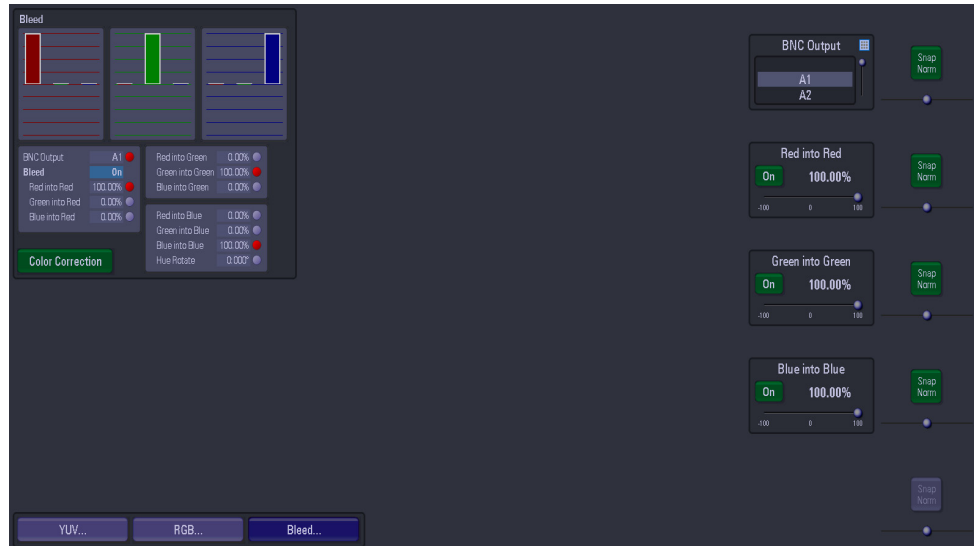 Bleed
BNC Output A1
Bleed On
Red into Red 100.00%
Green into Red 0.00%
Blue into Red 0.00%
Red into Green 0.00%
Green into Green 100.00%
Blue into Green 0.00%
Red into Blue 0.00%
Green into Blue 0.00%
Blue into Blue 100.00%
Hue Rotate 0.000°
Color Correction
BNC Output
A1
A2
Snap
Norm
Red into Red
On 100.00%
-100 0 100
Snap
Norm
Green into Green
On 100.00%
-100 0 100
Snap
Norm
Blue into Blue
On 100.00%
-100 0 100
Snap
Norm
Snap
Norm
YUV... RGB... Bleed...